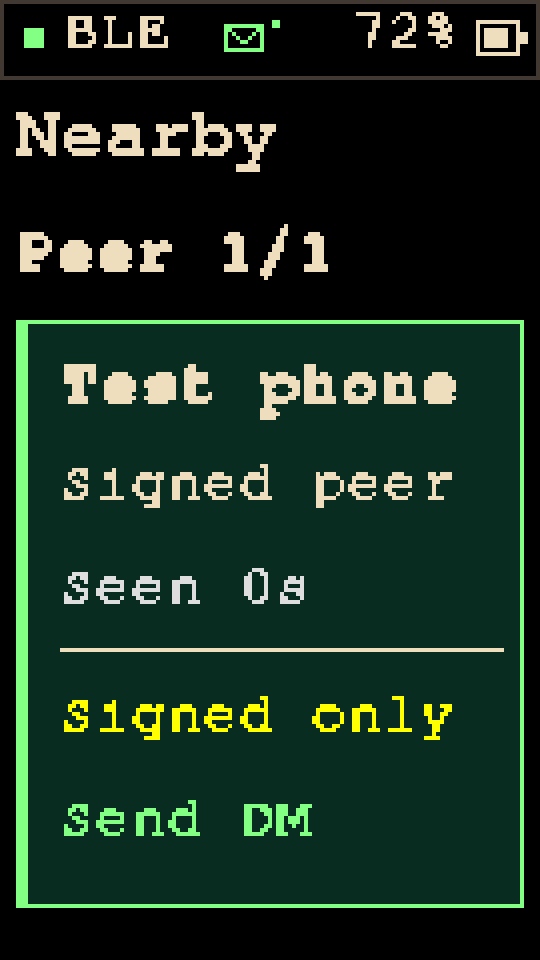 BLE 72%
Nearby
Peer 1/1
Test phone
Signed peer
Seen 0s
Signed only
Send DM